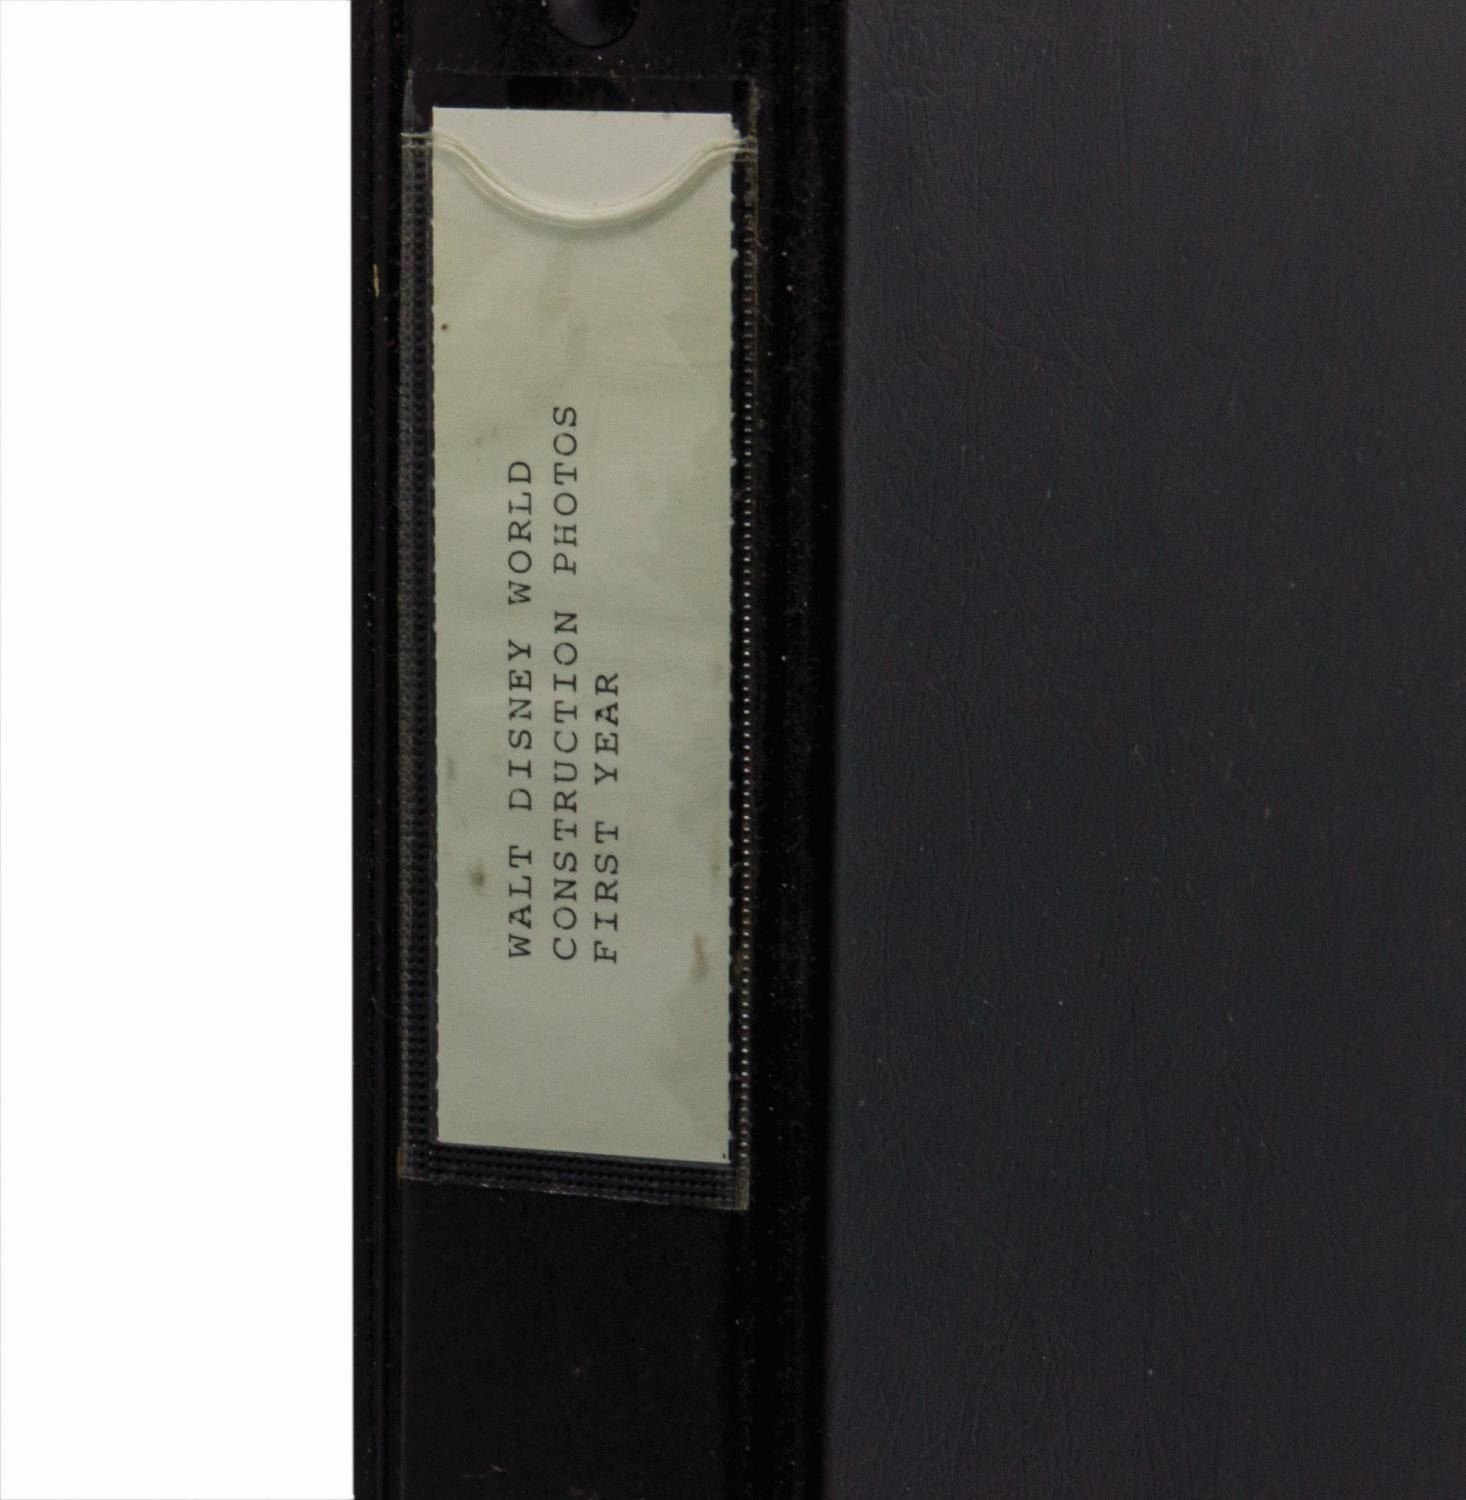 WALT DISNEY WORLD
CONSTRUCTION PHOTOS
FIRST YEAR